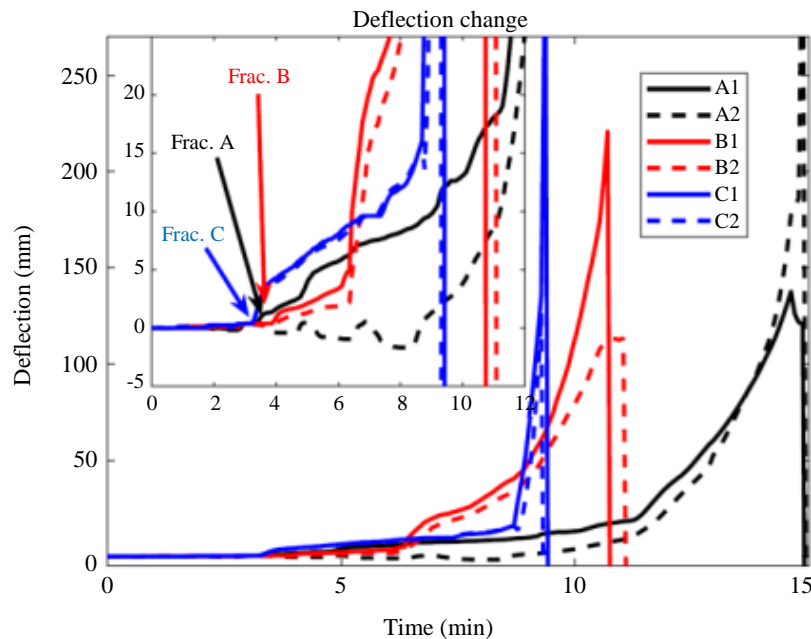 Deflection change
250
200
150
100
50
0
Deflection (mm)
20
15
10
5
0
-5
0
2
4
6
8
10
12
Frac. B
Frac. A
Frac. C
A1
A2
B1
B2
C1
C2
0
5
10
15
Time (min)